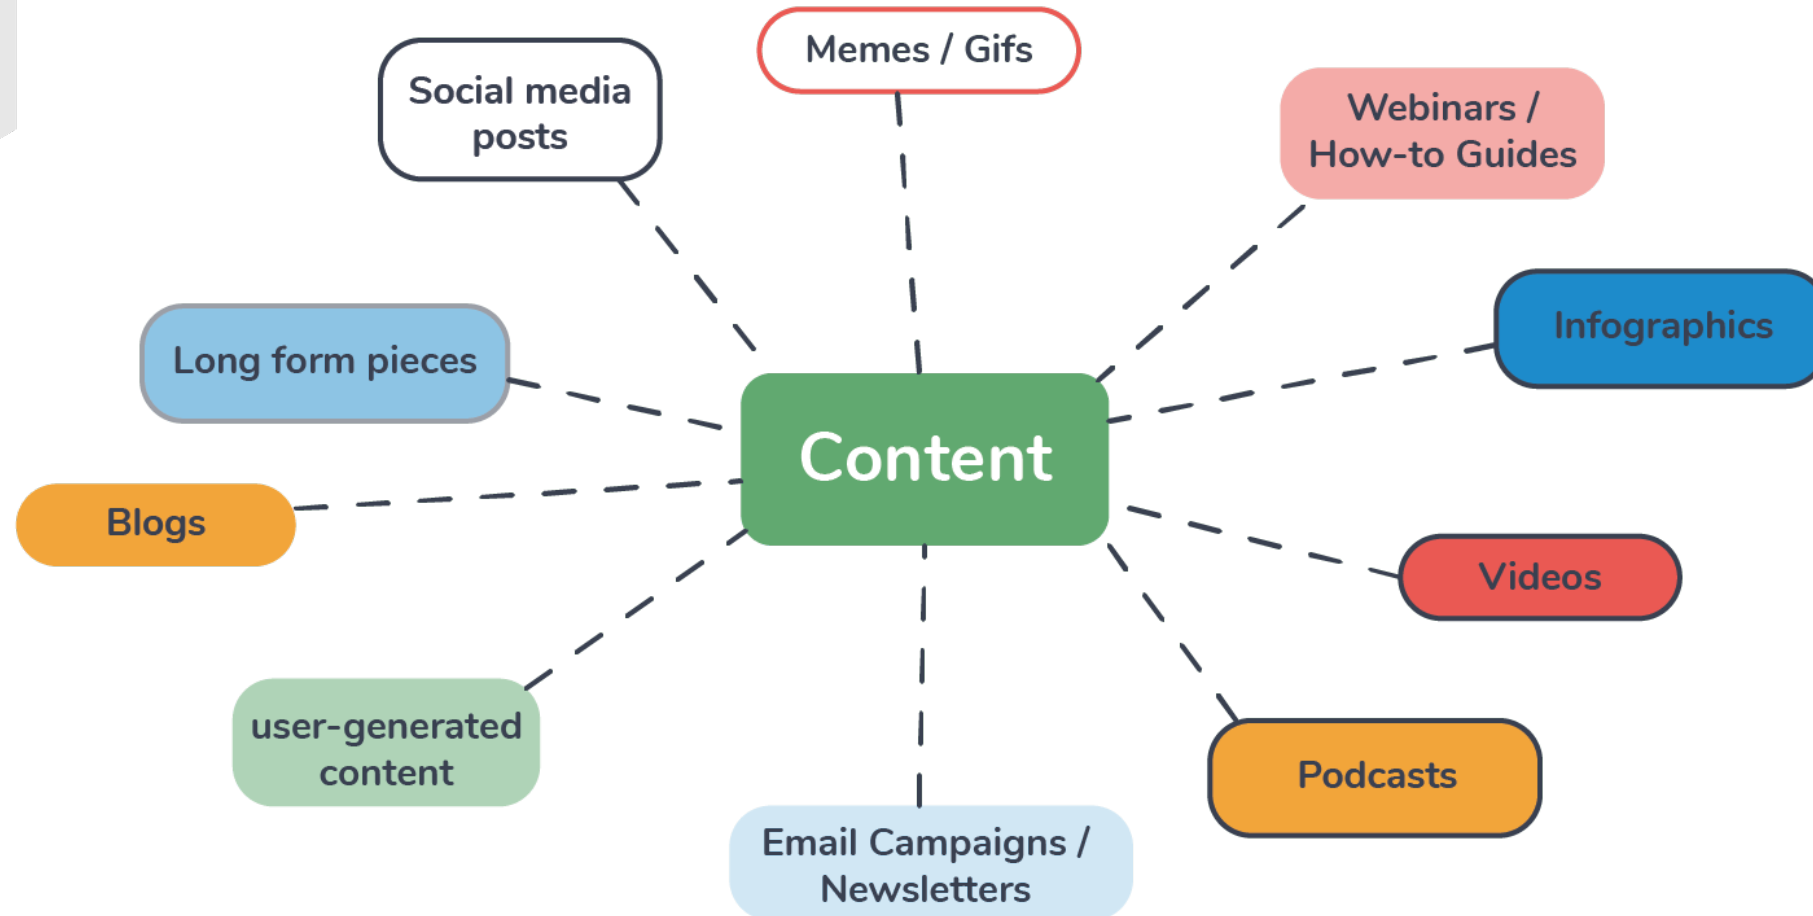 Memes / Gifs
Social media
posts
Webinars /
How-to Guides
Infographics
Long form pieces
Content
Blogs
Videos
user-generated
content
Podcasts
Email Campaigns /
Newsletters